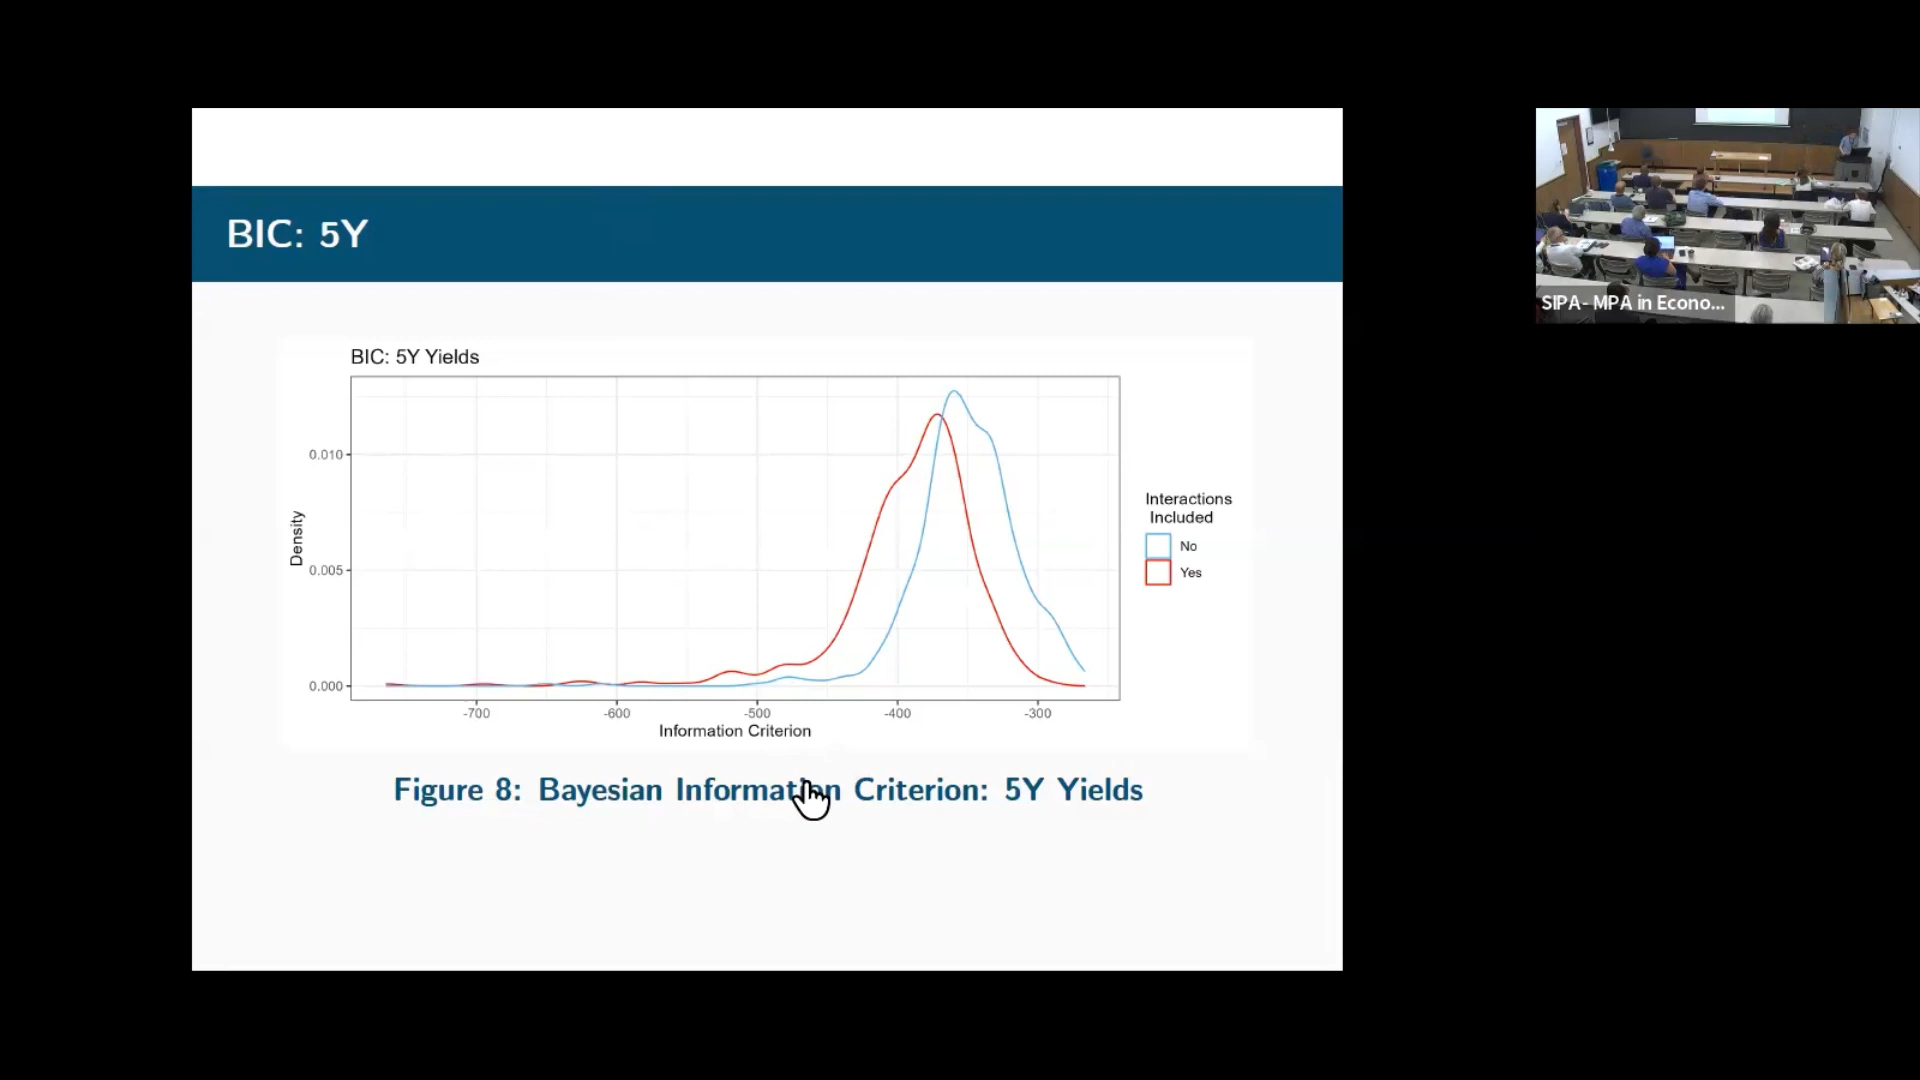 BIC: 5Y
BIC: 5Y Yields
Density
0.010
0.005
0.000
-700
-600
-500
-400
-300
Information Criterion
Interactions
Included
No
Yes
Figure 8: Bayesian Information Criterion: 5Y Yields
SIPA- MPA in Econo...